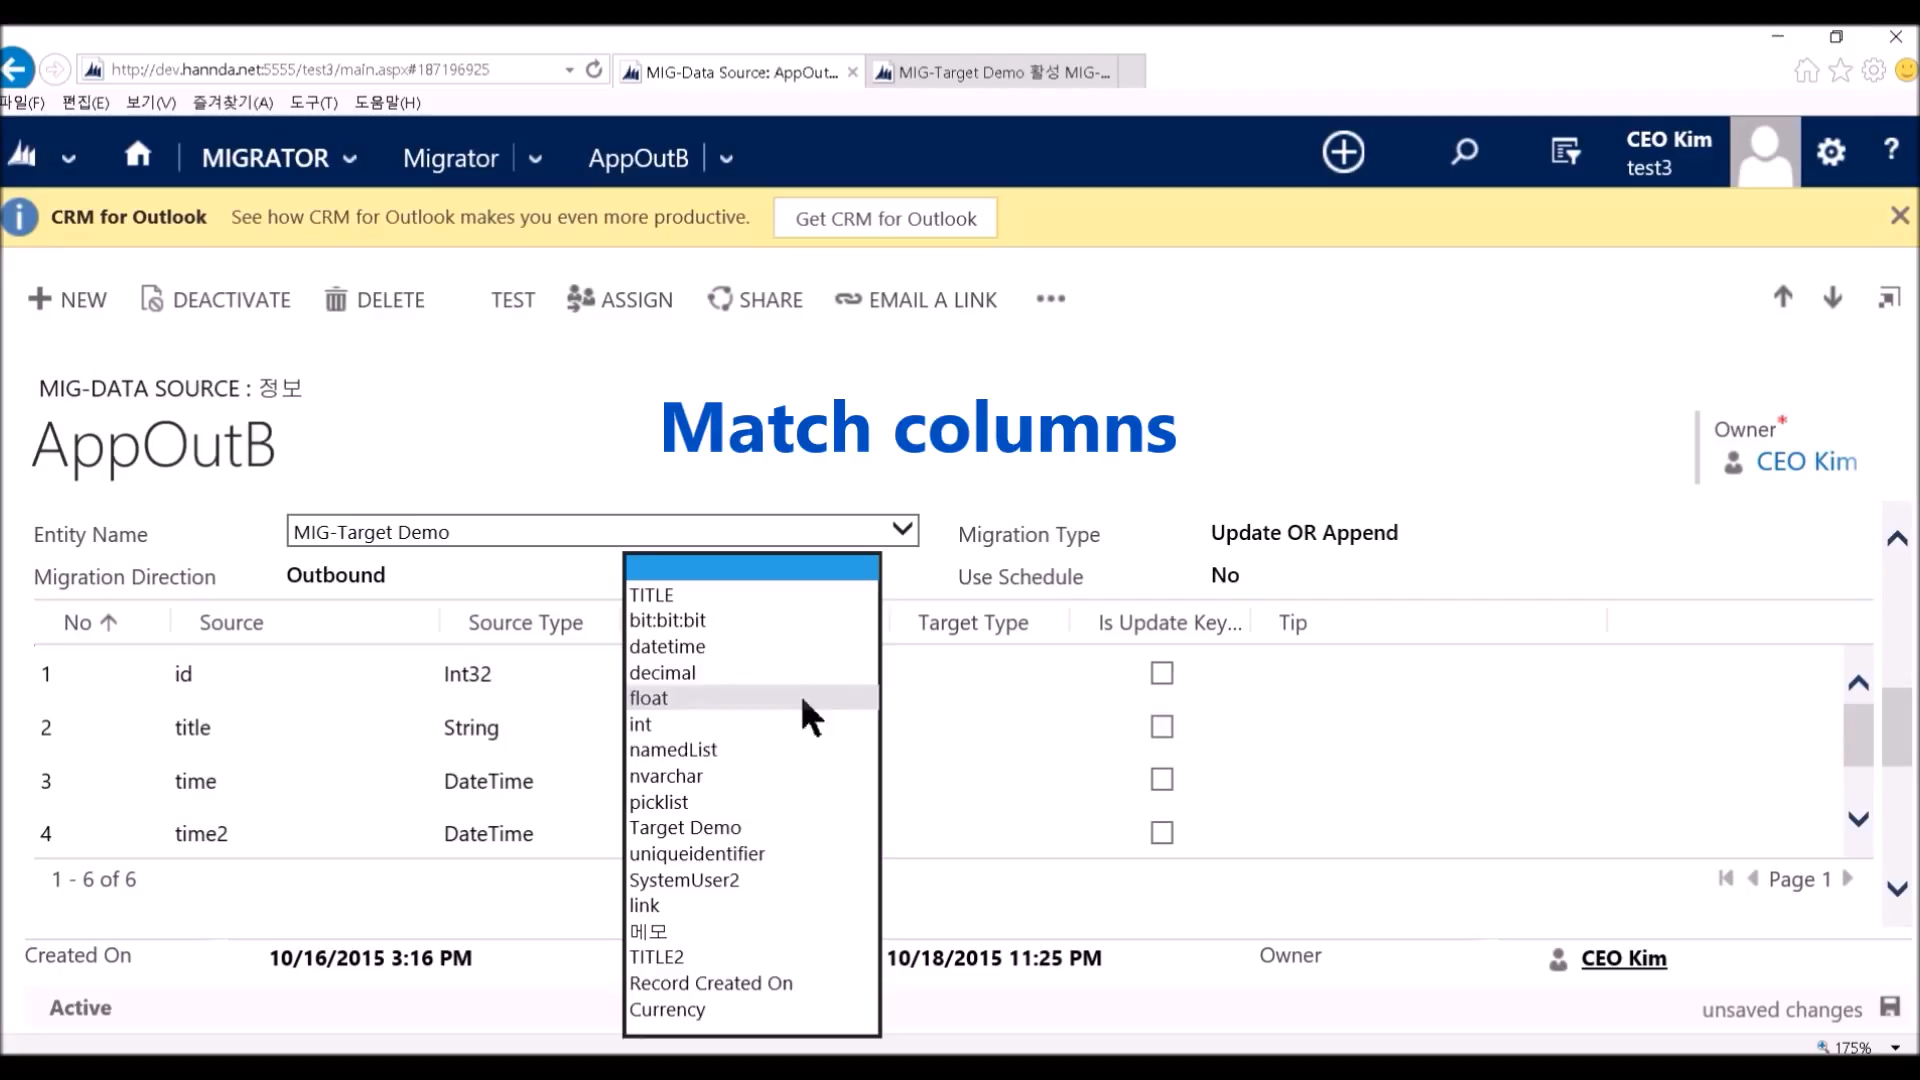 http://dev.hannda.net:5555/test3/main.aspx#187196925
MIG-Data Source: AppOut...
MIG-Target Demo 활성 MIG-...
파일(F) 편집(E) 보기(V) 즐겨찾기(A) 도구(T) 도움말(H)
MIGRATOR Migrator AppOutB
CEO Kim
test3
?
CRM for Outlook See how CRM for Outlook makes you even more productive. Get CRM for Outlook
NEW DEACTIVATE DELETE TEST ASSIGN SHARE EMAIL A LINK
MIG-DATA SOURCE : 정보
AppOutB
Match columns
Owner*
CEO Kim
Entity Name MIG-Target Demo Migration Type Update OR Append
Migration Direction Outbound Use Schedule No
No Source Source Type Target Type Is Update Key... Tip
1 id Int32
2 title String
3 time DateTime
4 time2 DateTime
TITLE
bit:bit:bit
datetime
decimal
float
int
namedList
nvarchar
picklist
Target Demo
uniqueidentifier
SystemUser2
link
메모
TITLE2
Record Created On
Currency
1 - 6 of 6 Page 1
Created On 10/16/2015 3:16 PM 10/18/2015 11:25 PM Owner CEO Kim
Active unsaved changes
175%